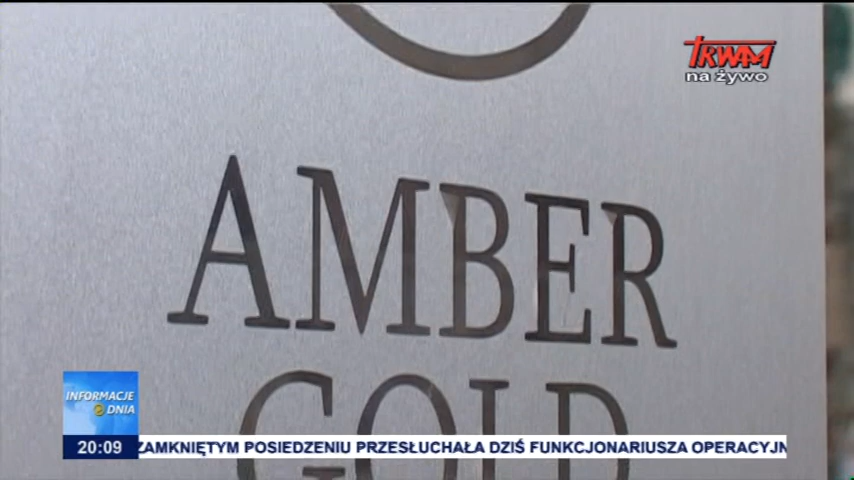 TRWAM
na żywo
AMBER
GOLD
INFORMACJE
DNIA
20:09
ZAMKNIĘTYM POSIEDZENIU PRZESŁUCHAŁA DZIŚ FUNKCJONARIUSZA OPERACYJN